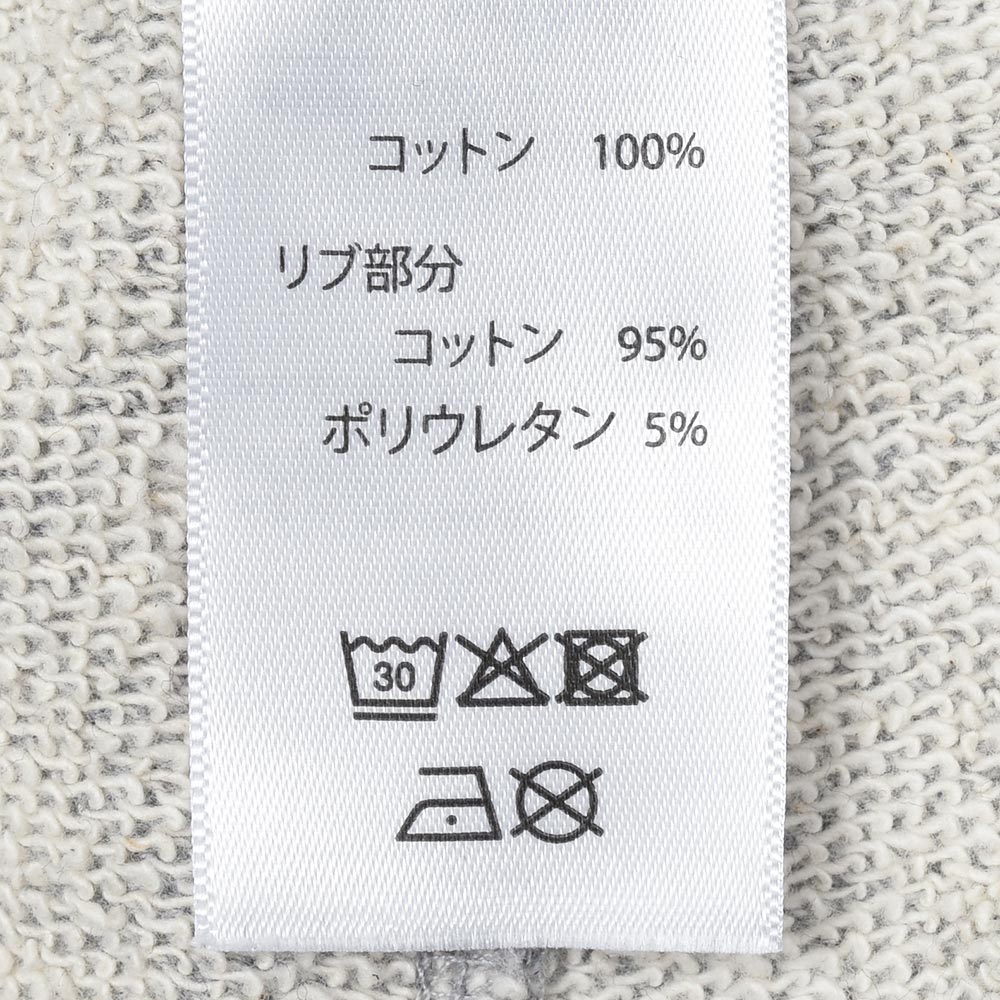 コットン 100%
リブ部分
コットン 95%
ポリウレタン 5%
30